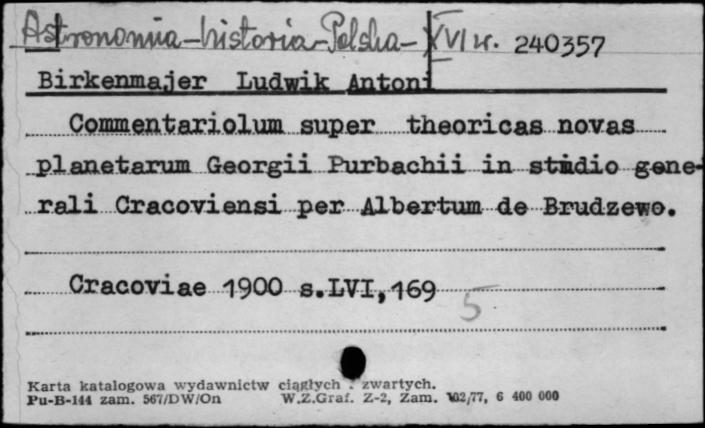 Astronomia-historia-Polska-XVI w. 240357
Birkenmajer Ludwik Antoni
Commentariolum super theoricas novas
planetarum Georgii Purbachii in studio gene-
rali Cracoviensi per Albertum de Brudzewo.
Cracoviae 1900 s.LVI,169
5
Karta katalogowa wydawnictw ciągłych i zwartych.
Pu-B-144 zam. 567/DW/On W.Z.Graf. Z-2, Zam. 102/77, 6 400 000